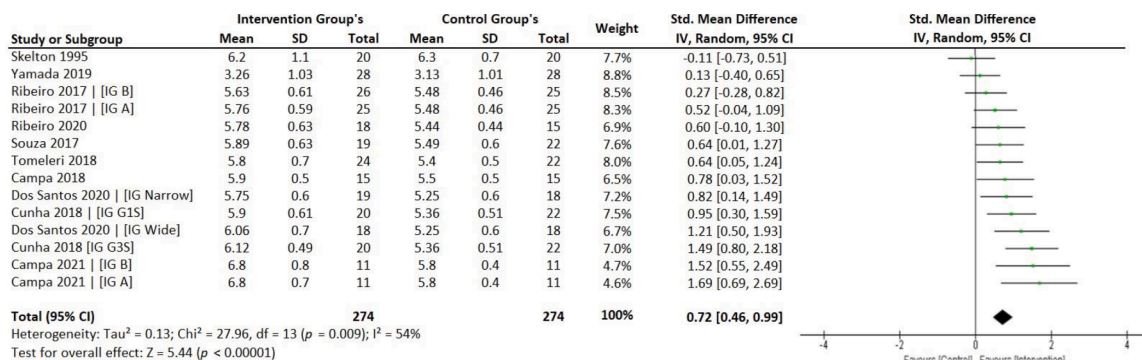 Intervention Group's Control Group's Std. Mean Difference Std. Mean Difference
Study or Subgroup Mean SD Total Mean SD Total Weight IV, Random, 95% CI IV, Random, 95% CI
Skelton 1995 6.2 1.1 20 6.3 0.7 20 7.7% -0.11 [-0.73, 0.51]
Yamada 2019 3.26 1.03 28 3.13 1.01 28 8.8% 0.13 [-0.40, 0.65]
Ribeiro 2017 | [IG B] 5.63 0.61 26 5.48 0.46 25 8.5% 0.27 [-0.28, 0.82]
Ribeiro 2017 | [IG A] 5.76 0.59 25 5.48 0.46 25 8.3% 0.52 [-0.04, 1.09]
Ribeiro 2020 5.78 0.63 18 5.44 0.44 15 6.9% 0.60 [-0.10, 1.30]
Souza 2017 5.89 0.63 19 5.49 0.6 22 7.6% 0.64 [0.01, 1.27]
Tomeleri 2018 5.8 0.7 24 5.4 0.5 22 8.0% 0.64 [0.05, 1.24]
Campa 2018 5.9 0.5 15 5.5 0.5 15 6.5% 0.78 [0.03, 1.52]
Dos Santos 2020 | [IG Narrow] 5.75 0.6 19 5.25 0.6 18 7.2% 0.82 [0.14, 1.49]
Cunha 2018 | [IG G1S] 5.9 0.61 20 5.36 0.51 22 7.5% 0.95 [0.30, 1.59]
Dos Santos 2020 | [IG Wide] 6.06 0.7 18 5.25 0.6 18 6.8% 1.21 [0.50, 1.93]
Cunha 2018 [IG G3S] 6.12 0.49 20 5.36 0.51 22 7.0% 1.49 [0.80, 2.18]
Campa 2021 | [IG B] 6.8 0.8 11 5.8 0.4 11 4.7% 1.52 [0.55, 2.49]
Campa 2021 | [IG A] 6.8 0.7 11 5.8 0.4 11 4.6% 1.69 [0.69, 2.69]
Total (95% CI) 274 274 100% 0.72 [0.46, 0.99]
Heterogeneity: Tau² = 0.13; Chi² = 27.96, df = 13 (p = 0.009); I² = 54%
Test for overall effect: Z = 5.44 (p < 0.00001)
-4 -2 0 2 4
Favours [Control] Favours [Intervention]